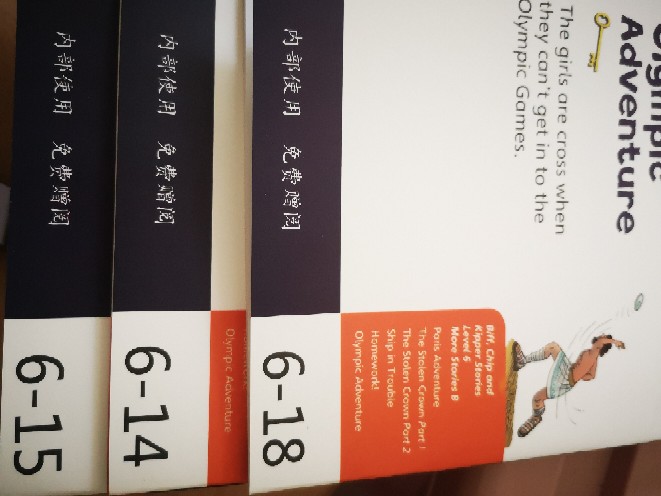 Olympic
Adventure
The girls are cross when
they can't get in to the
Olympic Games.
Biff, Chip and
Kipper Stories
Level 6
More Stories B
Paris Adventure
The Stolen Crown Part 1
The Stolen Crown Part 2
Ship in Trouble
Homework!
Olympic Adventure
内部使用 免费赠阅
6-18
Olympic Adventure
内部使用 免费赠阅
6-14
内部使用 免费赠阅
6-15